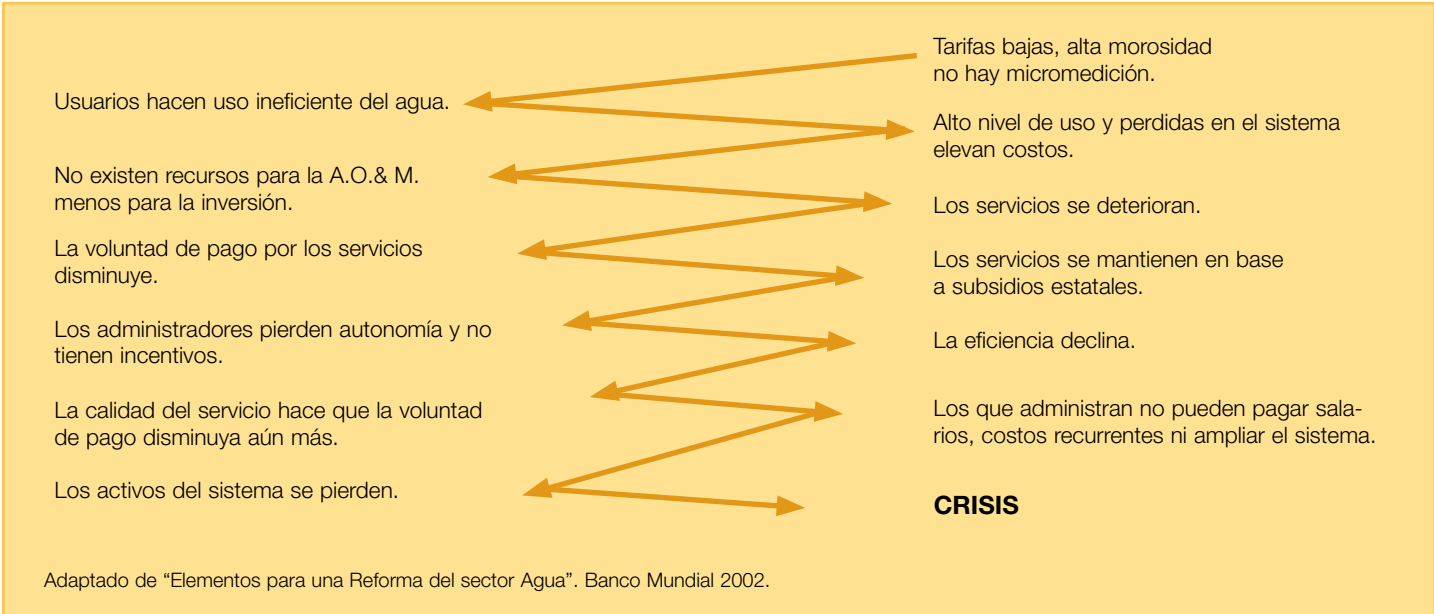 Tarifas bajas, alta morosidad
no hay micromedición.
Usuarios hacen uso ineficiente del agua.
Alto nivel de uso y perdidas en el sistema
elevan costos.
No existen recursos para la A.O.& M.
menos para la inversión.
Los servicios se deterioran.
La voluntad de pago por los servicios
disminuye.
Los servicios se mantienen en base
a subsidios estatales.
Los administradores pierden autonomía y no
tienen incentivos.
La eficiencia declina.
La calidad del servicio hace que la voluntad
de pago disminuya aún más.
Los que administran no pueden pagar sala-
rios, costos recurrentes ni ampliar el sistema.
Los activos del sistema se pierden.
CRISIS
Adaptado de “Elementos para una Reforma del sector Agua”. Banco Mundial 2002.